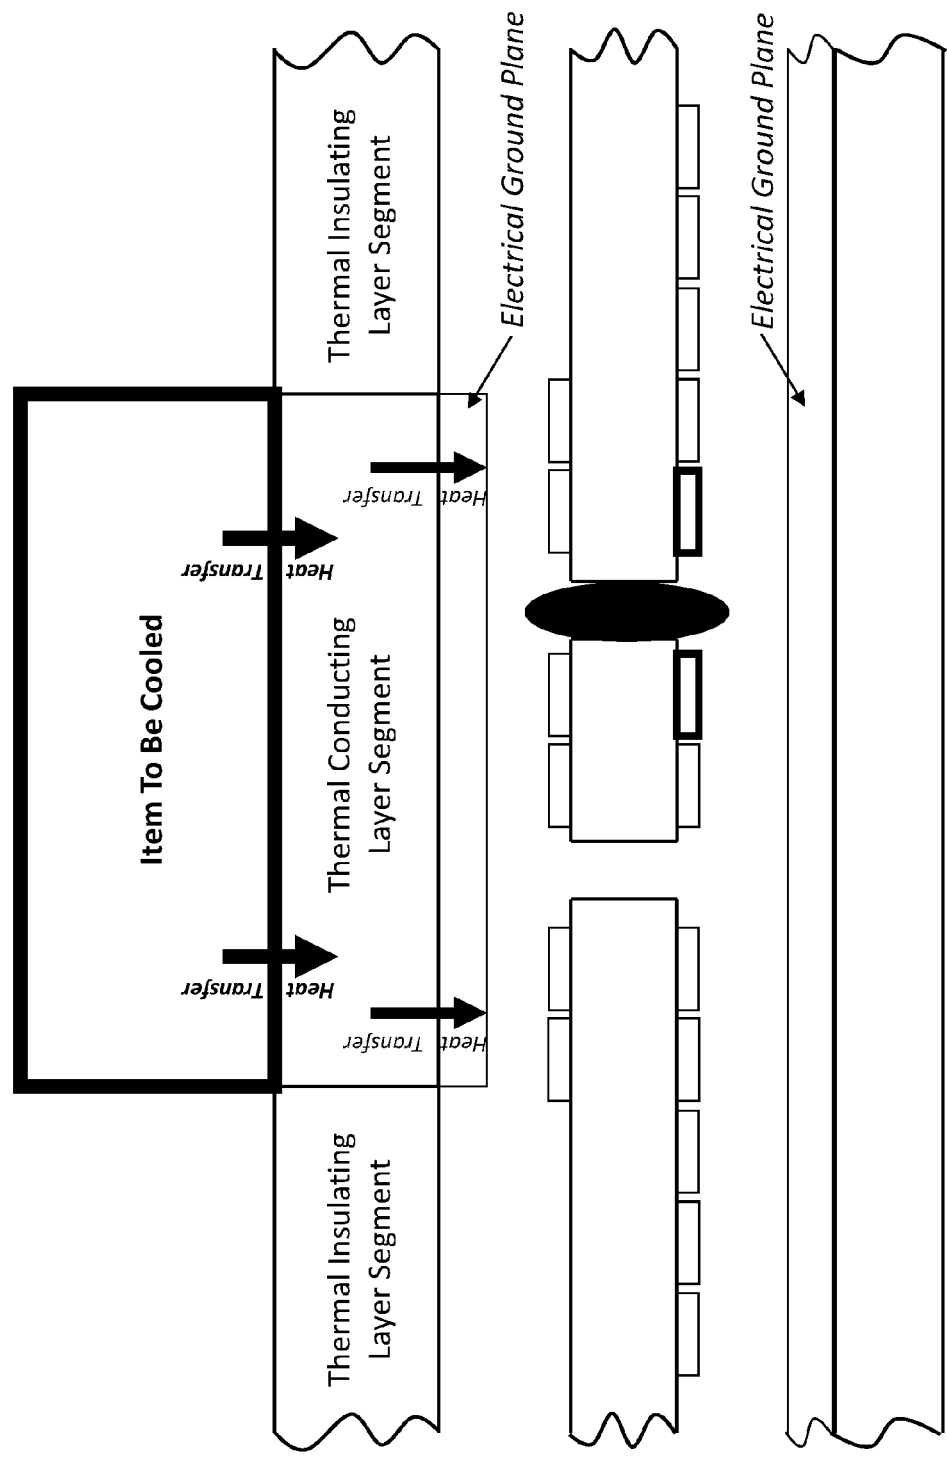 Item To Be Cooled
Heat Transfer
Heat Transfer
Thermal Insulating
Layer Segment
Thermal Conducting
Layer Segment
Thermal Insulating
Layer Segment
Heat Transfer
Heat Transfer
Electrical Ground Plane
Electrical Ground Plane